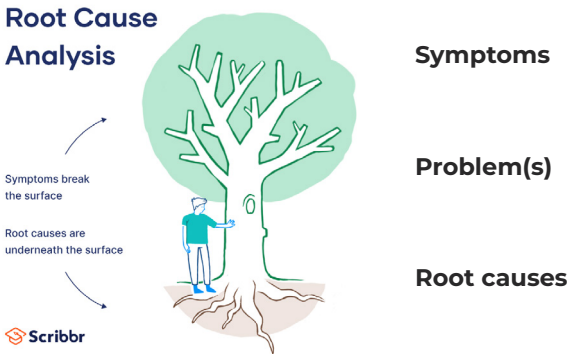 Root Cause
Analysis
Symptoms break
the surface
Root causes are
underneath the surface
Scribbr
Symptoms
Problem(s)
Root causes